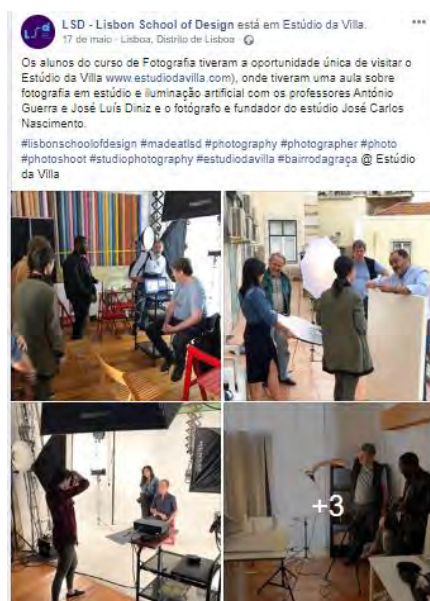 LSD - Lisbon School of Design está em Estúdio da Villa.
17 de maio · Lisboa, Distrito de Lisboa ·
Os alunos do curso de Fotografia tiveram a oportunidade única de visitar o
Estúdio da Villa www.estudiodavilla.com), onde tiveram uma aula sobre
fotografia em estúdio e iluminação artificial com os professores António
Guerra e José Luís Diniz e o fotógrafo e fundador do estúdio José Carlos
Nascimento.
#lisbonschoolofdesign #madeatlsd #photography #photographer #photo
#photoshoot #studiophotography #estudiodavilla #bairrodagraça @ Estúdio
da Villa
+3